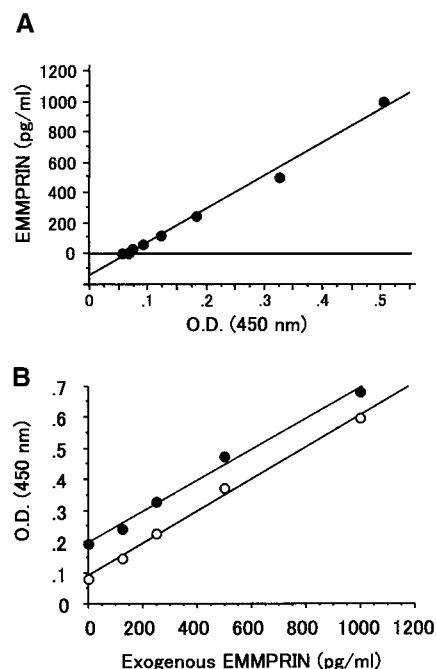 A
EMMPRIN (pg/ml)
1200
1000
800
600
400
200
0
0 .1 .2 .3 .4 .5
O.D. (450 nm)
B
O.D. (450 nm)
.7
.6
.5
.4
.3
.2
.1
0
0 200 400 600 800 1000 1200
Exogenous EMMPRIN (pg/ml)